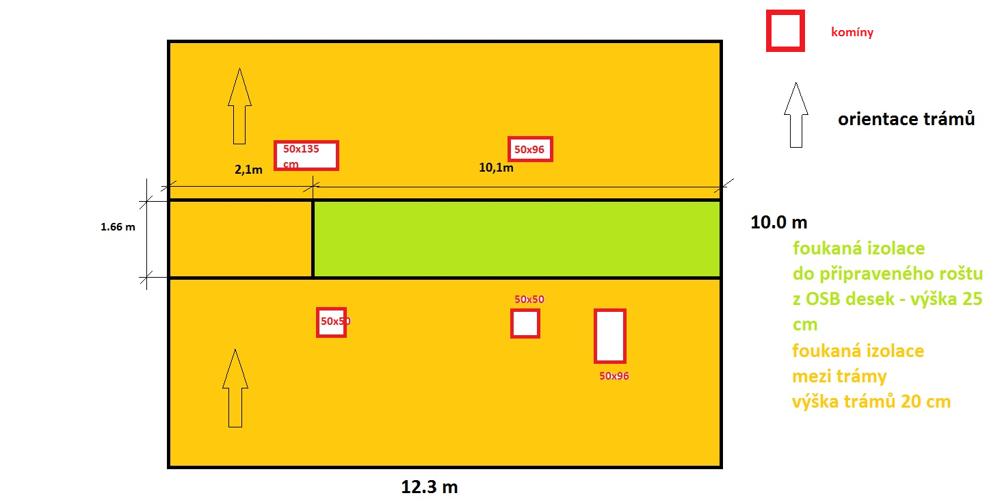 komíny
orientace trámů
50x135
cm
50x96
2,1m
10,1m
1.66 m
10.0 m
foukaná izolace
do připraveného roštu
z OSB desek - výška 25
cm
foukaná izolace
mezi trámy
výška trámů 20 cm
50x50
50x50
50x96
12.3 m